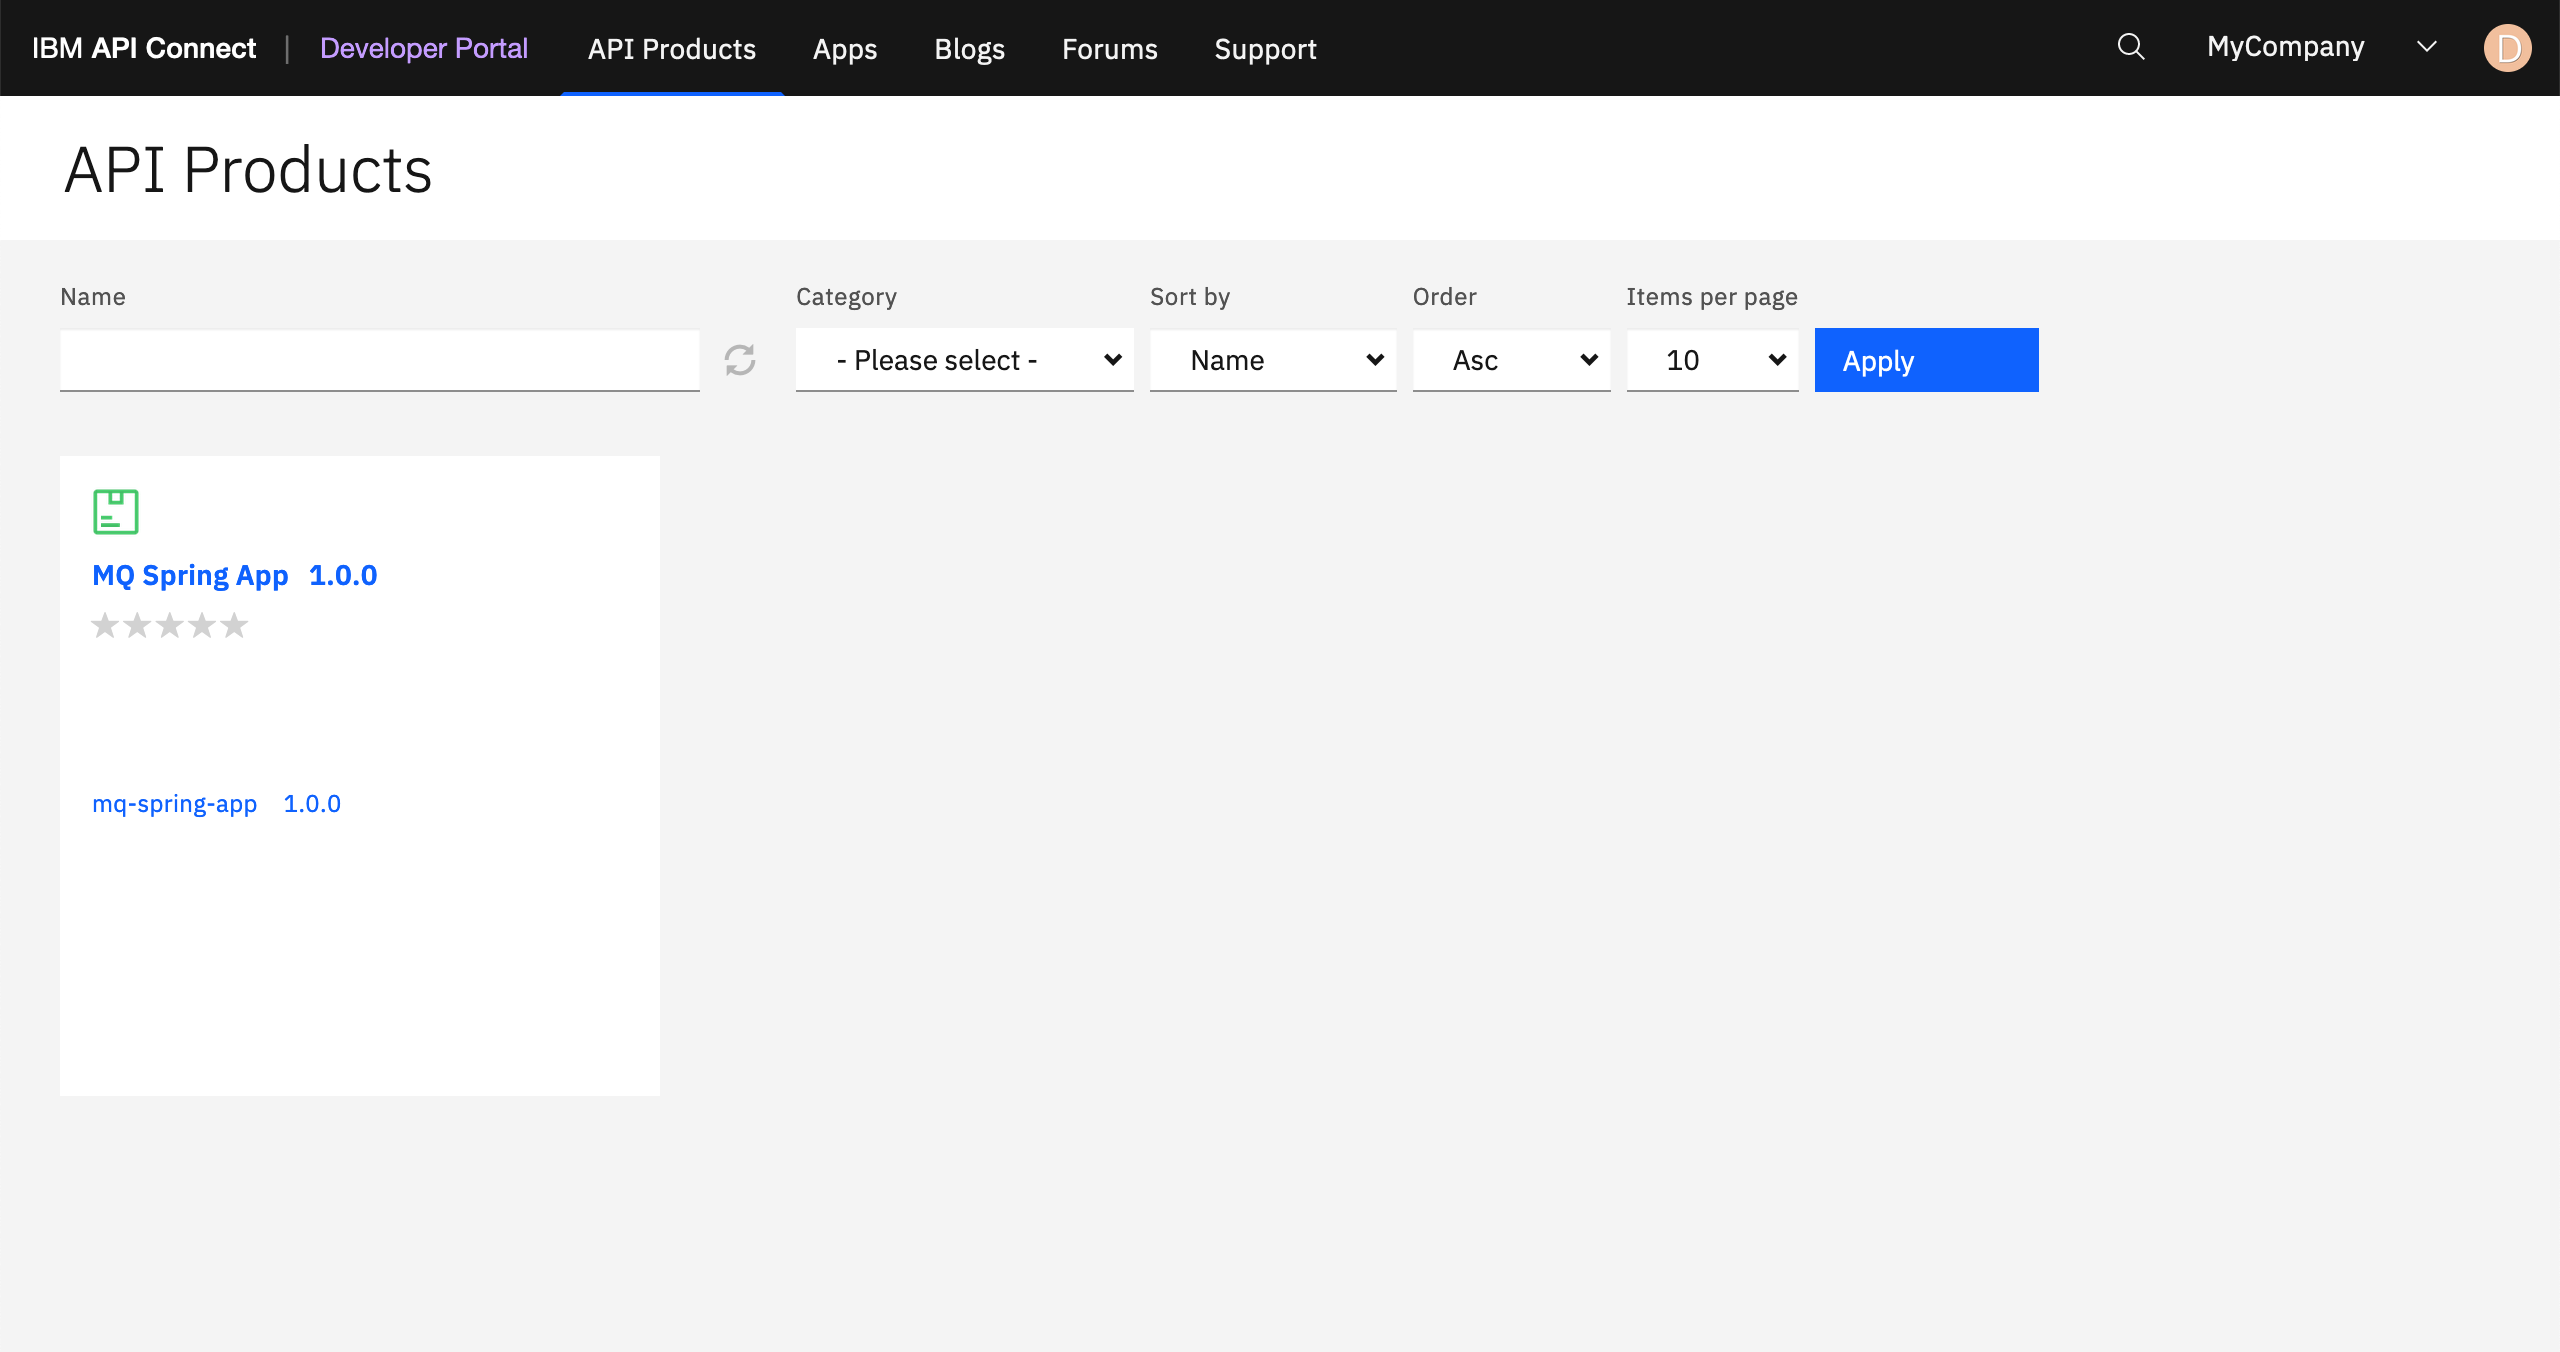 IBM API Connect | Developer Portal API Products Apps Blogs Forums Support MyCompany D
API Products
Name Category Sort by Order Items per page
- Please select - Name Asc 10 Apply
MQ Spring App 1.0.0
mq-spring-app 1.0.0